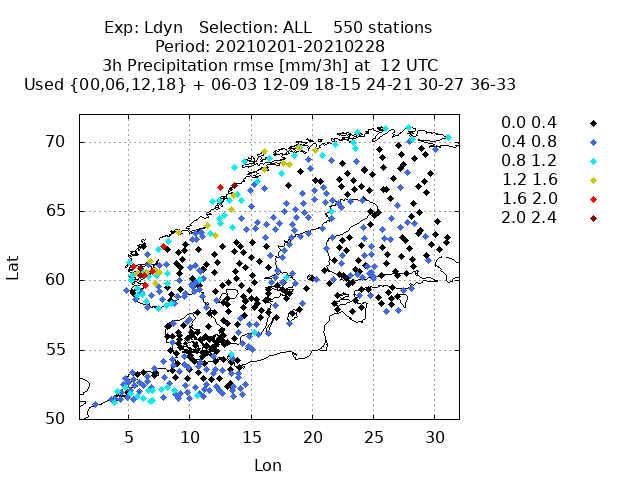 Exp: Ldyn   Selection: ALL    550 stations
Period: 20210201-20210228
3h Precipitation rmse [mm/3h] at  12 UTC
Used {00,06,12,18} + 06-03 12-09 18-15 24-21 30-27 36-33
0.0 0.4
0.4 0.8
0.8 1.2
1.2 1.6
1.6 2.0
2.0 2.4
70
65
60
55
50
Lat
5 10 15 20 25 30
Lon